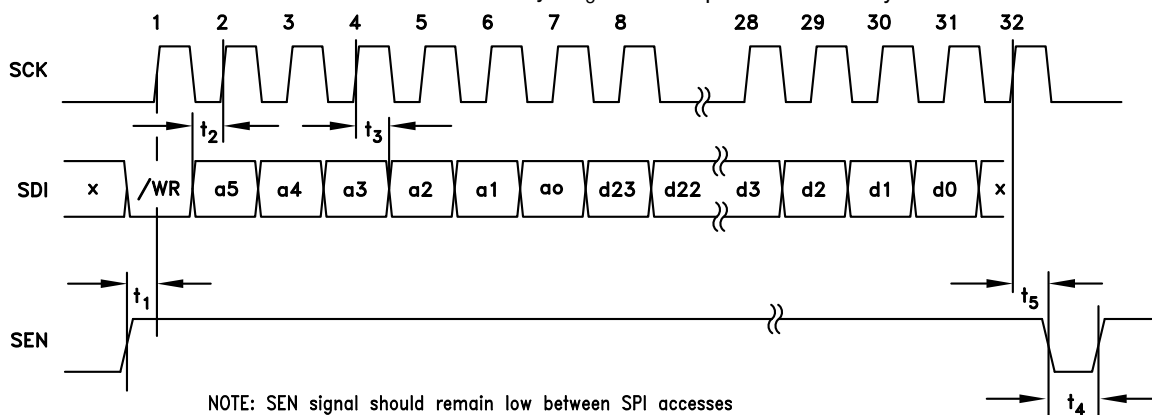 1 2 3 4 5 6 7 8 28 29 30 31 32
SCK
t2 t3
SDI x /WR a5 a4 a3 a2 a1 ao d23 d22 d3 d2 d1 d0 x
t1 t5
SEN
NOTE: SEN signal should remain low between SPI accesses
t4